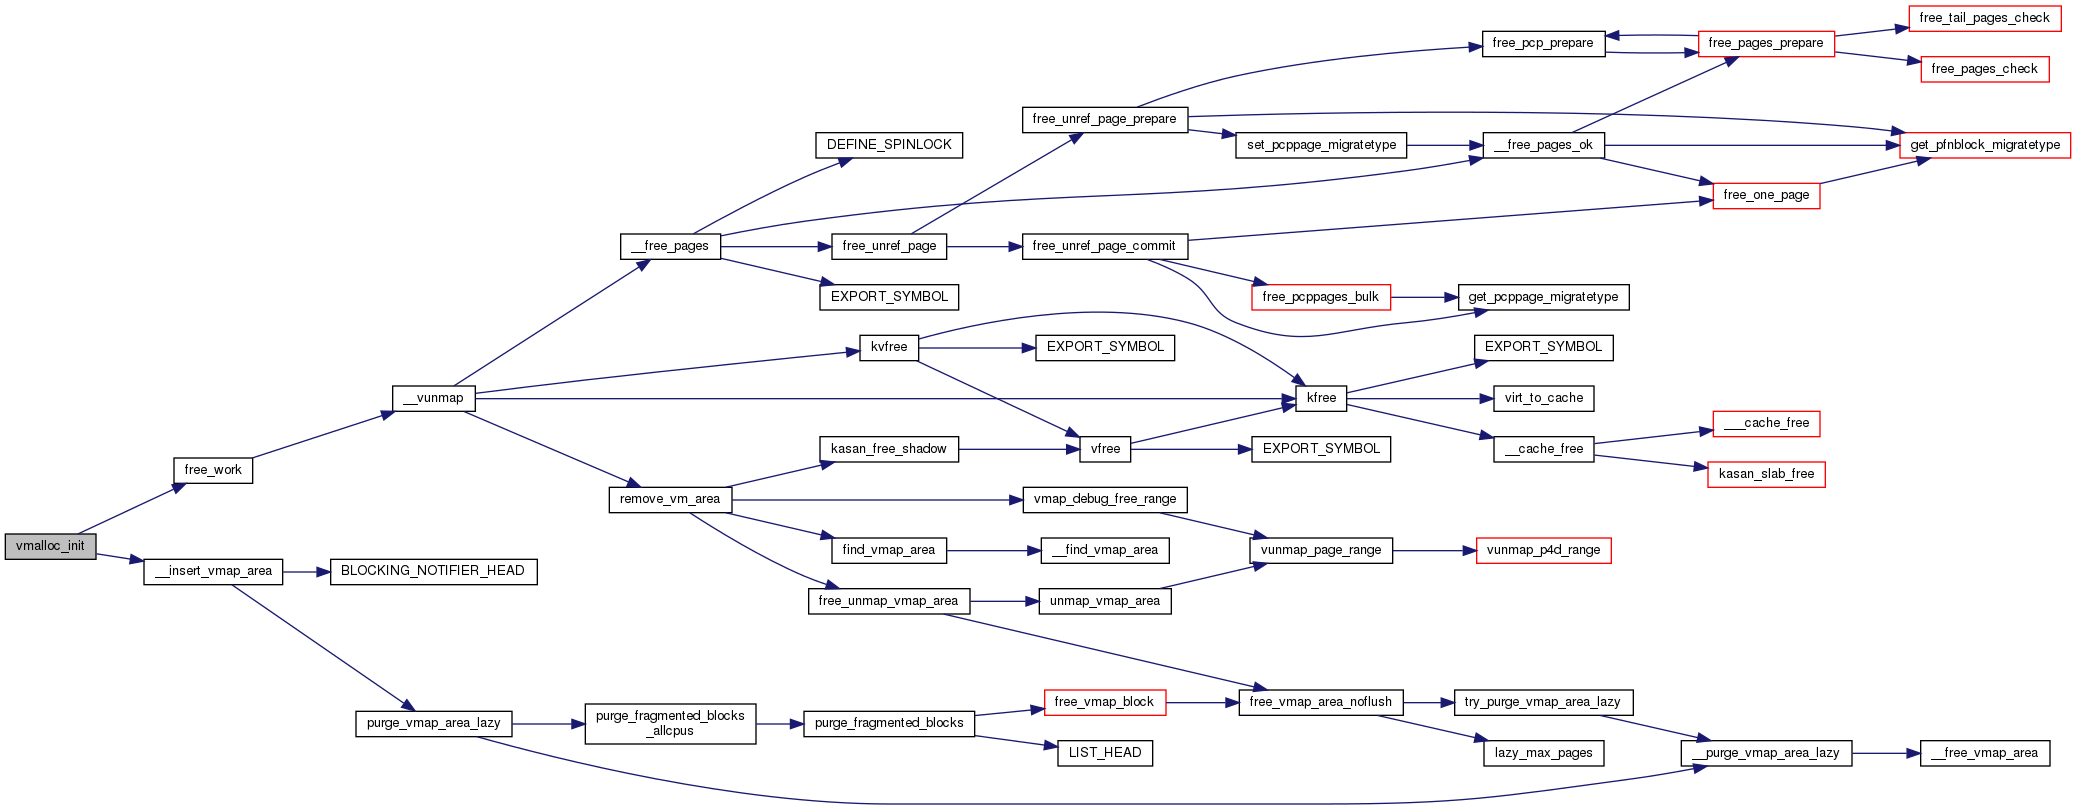 free_tail_pages_check
free_pcp_prepare
free_pages_prepare
free_pages_check
free_unref_page_prepare
DEFINE_SPINLOCK
set_pcppage_migratetype
__free_pages_ok
get_pfnblock_migratetype
free_one_page
__free_pages
free_unref_page
free_unref_page_commit
EXPORT_SYMBOL
free_pcppages_bulk
get_pcppage_migratetype
kvfree
EXPORT_SYMBOL
EXPORT_SYMBOL
__vunmap
kfree
virt_to_cache
___cache_free
kasan_free_shadow
vfree
EXPORT_SYMBOL
__cache_free
free_work
kasan_slab_free
remove_vm_area
vmap_debug_free_range
vmalloc_init
find_vmap_area
__find_vmap_area
vunmap_page_range
vunmap_p4d_range
__insert_vmap_area
BLOCKING_NOTIFIER_HEAD
free_unmap_vmap_area
unmap_vmap_area
free_vmap_block
free_vmap_area_noflush
try_purge_vmap_area_lazy
purge_vmap_area_lazy
purge_fragmented_blocks
_allcpus
purge_fragmented_blocks
LIST_HEAD
lazy_max_pages
__purge_vmap_area_lazy
__free_vmap_area